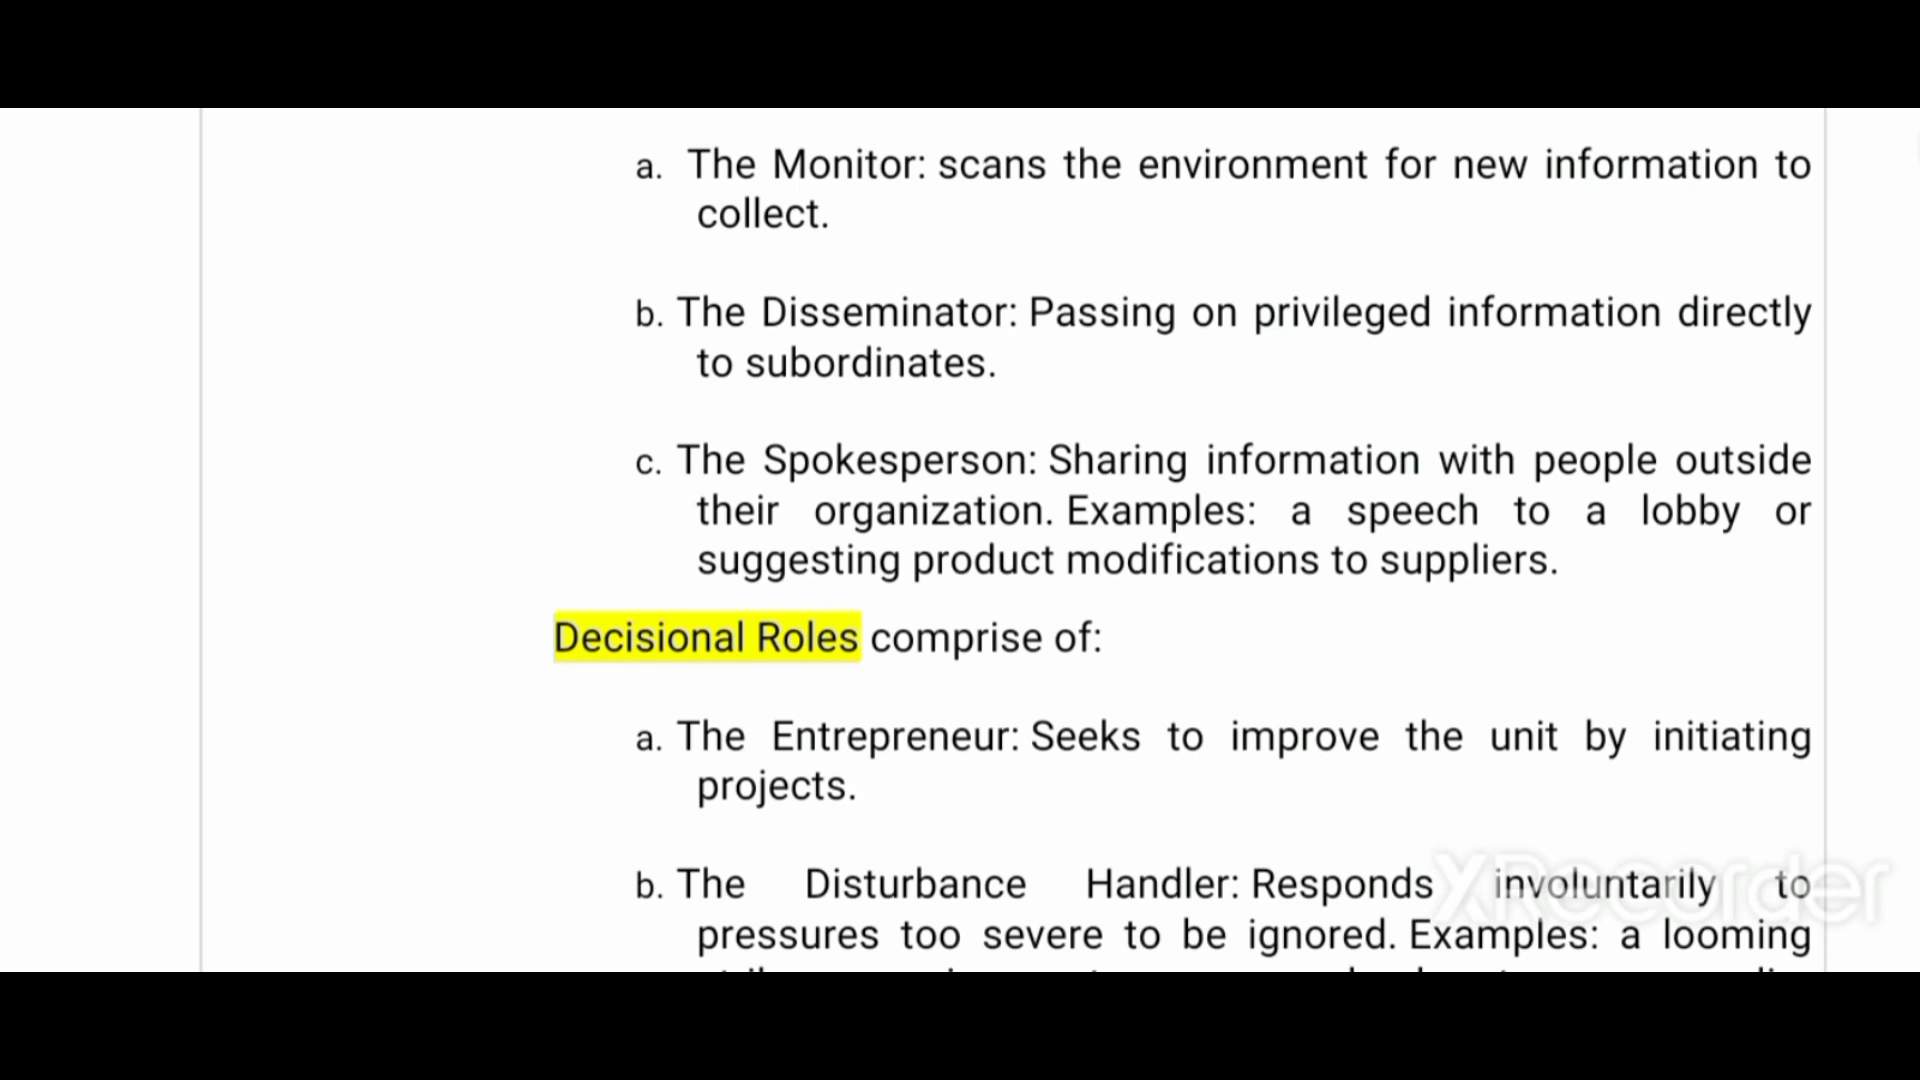 a. The Monitor: scans the environment for new information to
collect.
b. The Disseminator: Passing on privileged information directly
to subordinates.
c. The Spokesperson: Sharing information with people outside
their organization. Examples: a speech to a lobby or
suggesting product modifications to suppliers.
Decisional Roles comprise of:
a. The Entrepreneur: Seeks to improve the unit by initiating
projects.
b. The Disturbance Handler: Responds involuntarily to
XRecorder
pressures too severe to be ignored. Examples: a looming